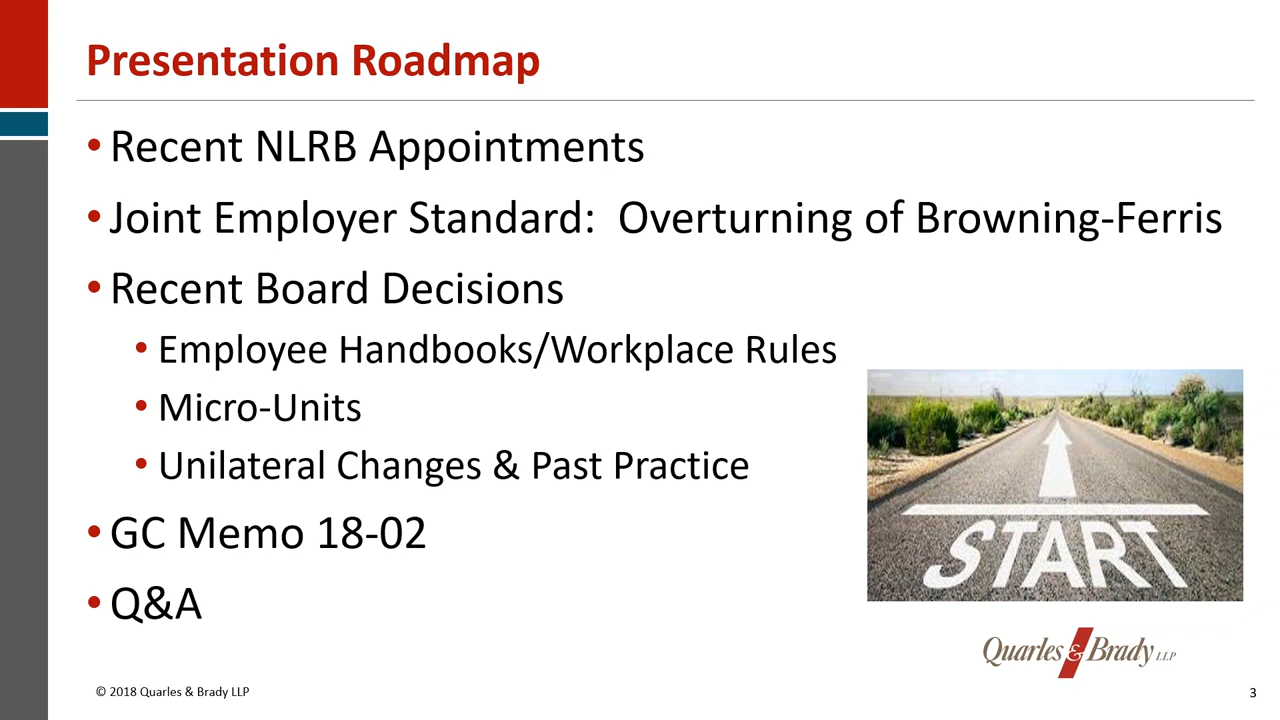 Presentation Roadmap
• Recent NLRB Appointments
• Joint Employer Standard:  Overturning of Browning-Ferris
• Recent Board Decisions
• Employee Handbooks/Workplace Rules
• Micro-Units
• Unilateral Changes & Past Practice
• GC Memo 18-02
• Q&A
START
Quarles & Brady LLP
© 2018 Quarles & Brady LLP
3